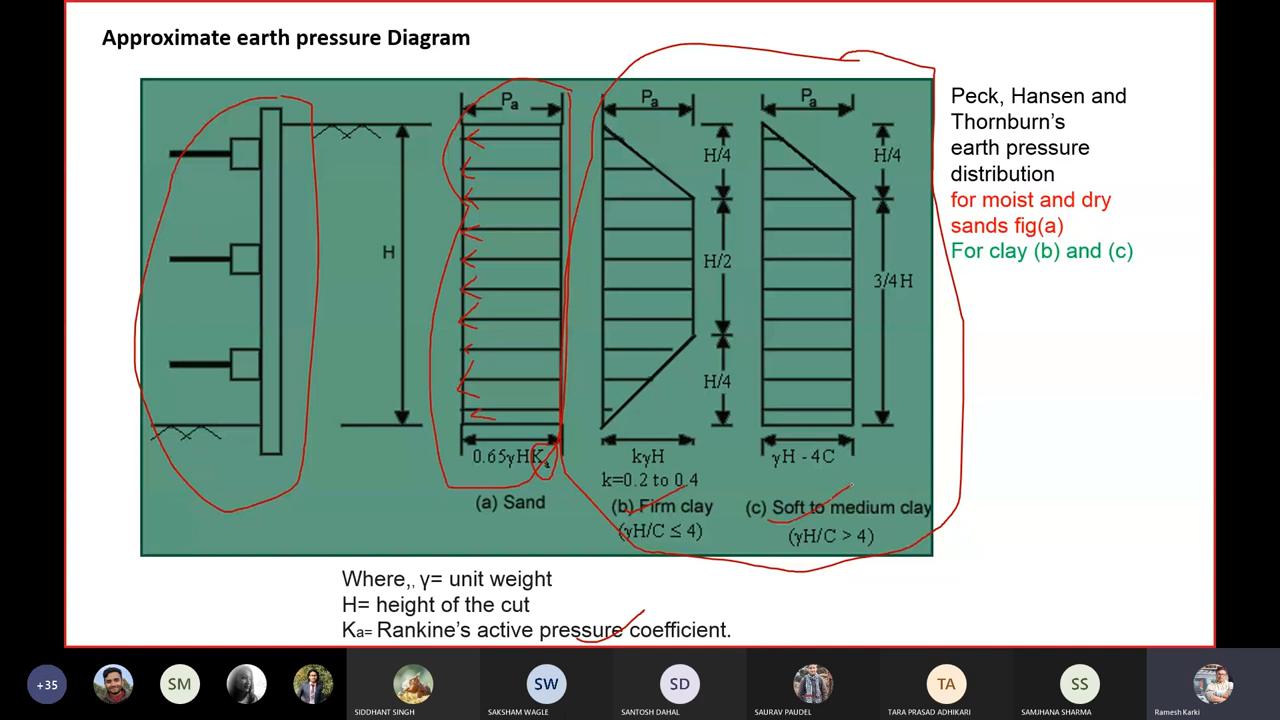 Approximate earth pressure Diagram
Pa
Pa
Pa
H
H/4
H/2
H/4
H/4
3/4 H
0.65γHKa
(a) Sand
kγH
k=0.2 to 0.4
(b) Firm clay
(γH/C ≤ 4)
γH - 4C
(c) Soft to medium clay
(γH/C > 4)
Peck, Hansen and
Thornburn’s
earth pressure
distribution
for moist and dry
sands fig(a)
For clay (b) and (c)
Where,, γ= unit weight
H= height of the cut
Ka= Rankine’s active pressure coefficient.
+35
SM
SIDDHANT SINGH
SW
SAKSHAM WAGLE
SD
SANTOSH DAHAL
SAURAV PAUDEL
TA
TARA PRASAD ADHIKARI
SS
SAMJHANA SHARMA
Ramesh Karki